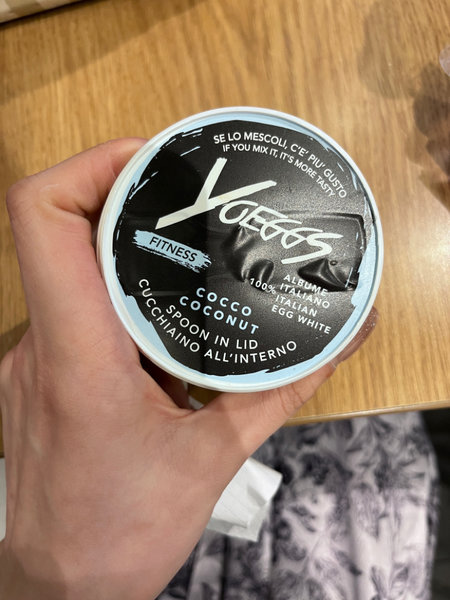 SE LO MESCOLI, C'E' PIU' GUSTO
IF YOU MIX IT, IT'S MORE TASTY
YOEGGS
FITNESS
COCCO
COCONUT
ALBUME
ITALIANO
100%
ITALIAN
EGG WHITE
SPOON IN LID
CUCCHIAINO ALL'INTERNO